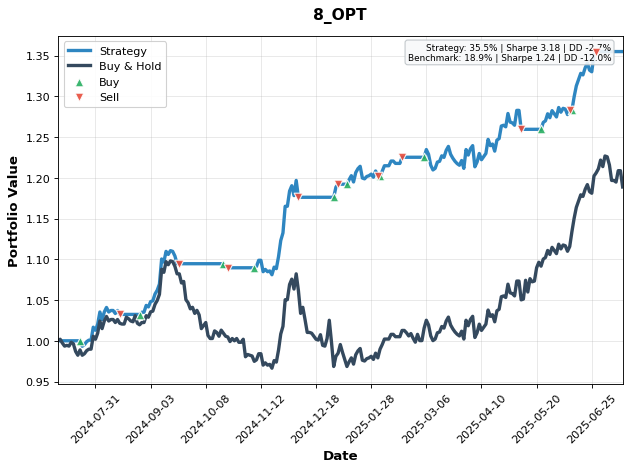 8_OPT
Strategy
Buy & Hold
Buy
Sell
Strategy: 35.5% | Sharpe 3.18 | DD -2.7%
Benchmark: 18.9% | Sharpe 1.24 | DD -12.0%
Portfolio Value
1.35
1.30
1.25
1.20
1.15
1.10
1.05
1.00
0.95
2024-07-31
2024-09-03
2024-10-08
2024-11-12
2024-12-18
2025-01-28
2025-03-06
2025-04-10
2025-05-20
2025-06-25
Date